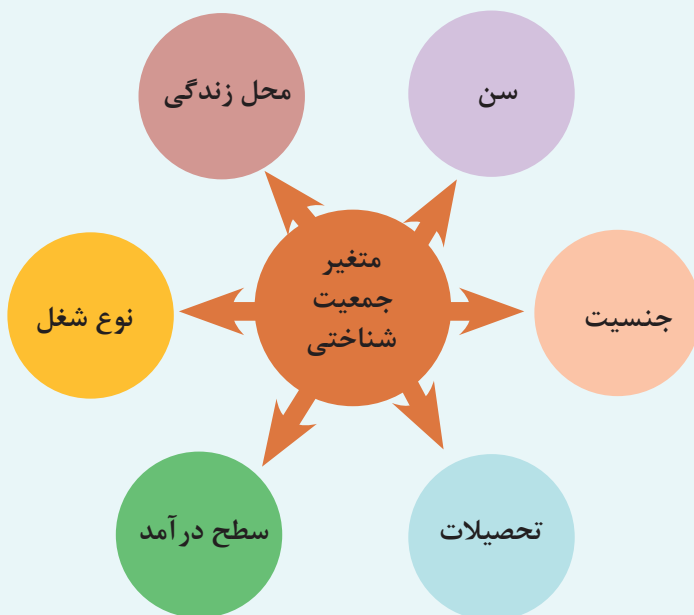 سن
محل زندگی
متغیر
جمعیت
شناختی
جنسیت
نوع شغل
تحصیلات
سطح درآمد